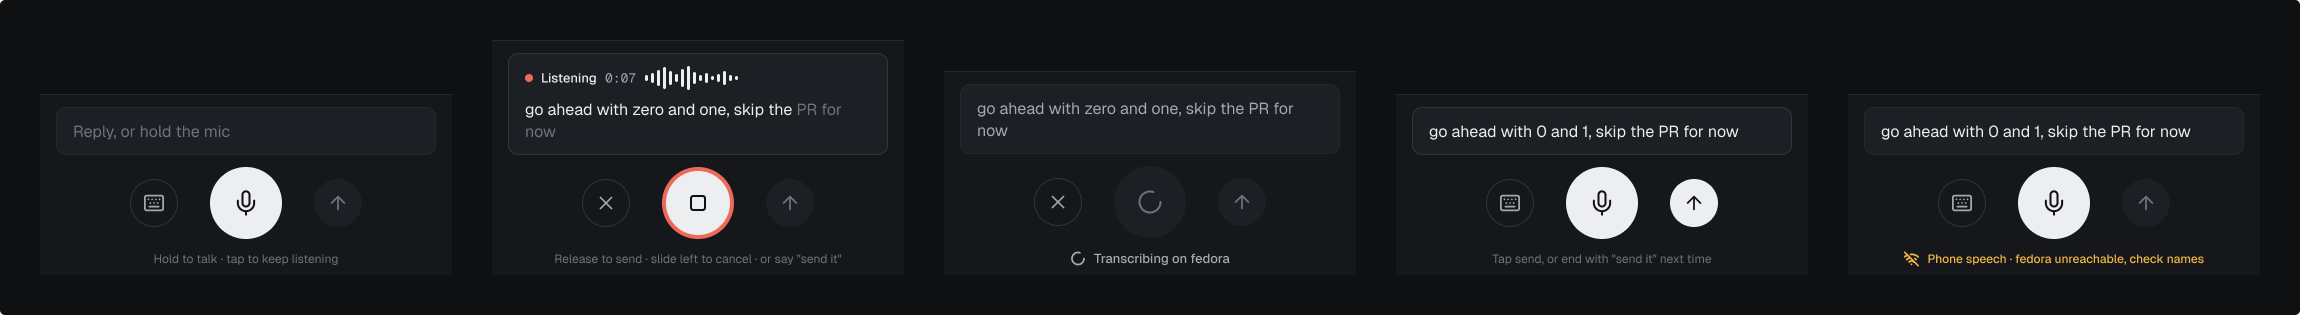 Reply, or hold the mic
Hold to talk · tap to keep listening
Listening 0:07
go ahead with zero and one, skip the PR for
now
Release to send · slide left to cancel · or say "send it"
go ahead with zero and one, skip the PR for
now
Transcribing on fedora
go ahead with 0 and 1, skip the PR for now
Tap send, or end with "send it" next time
go ahead with 0 and 1, skip the PR for now
Phone speech · fedora unreachable, check names